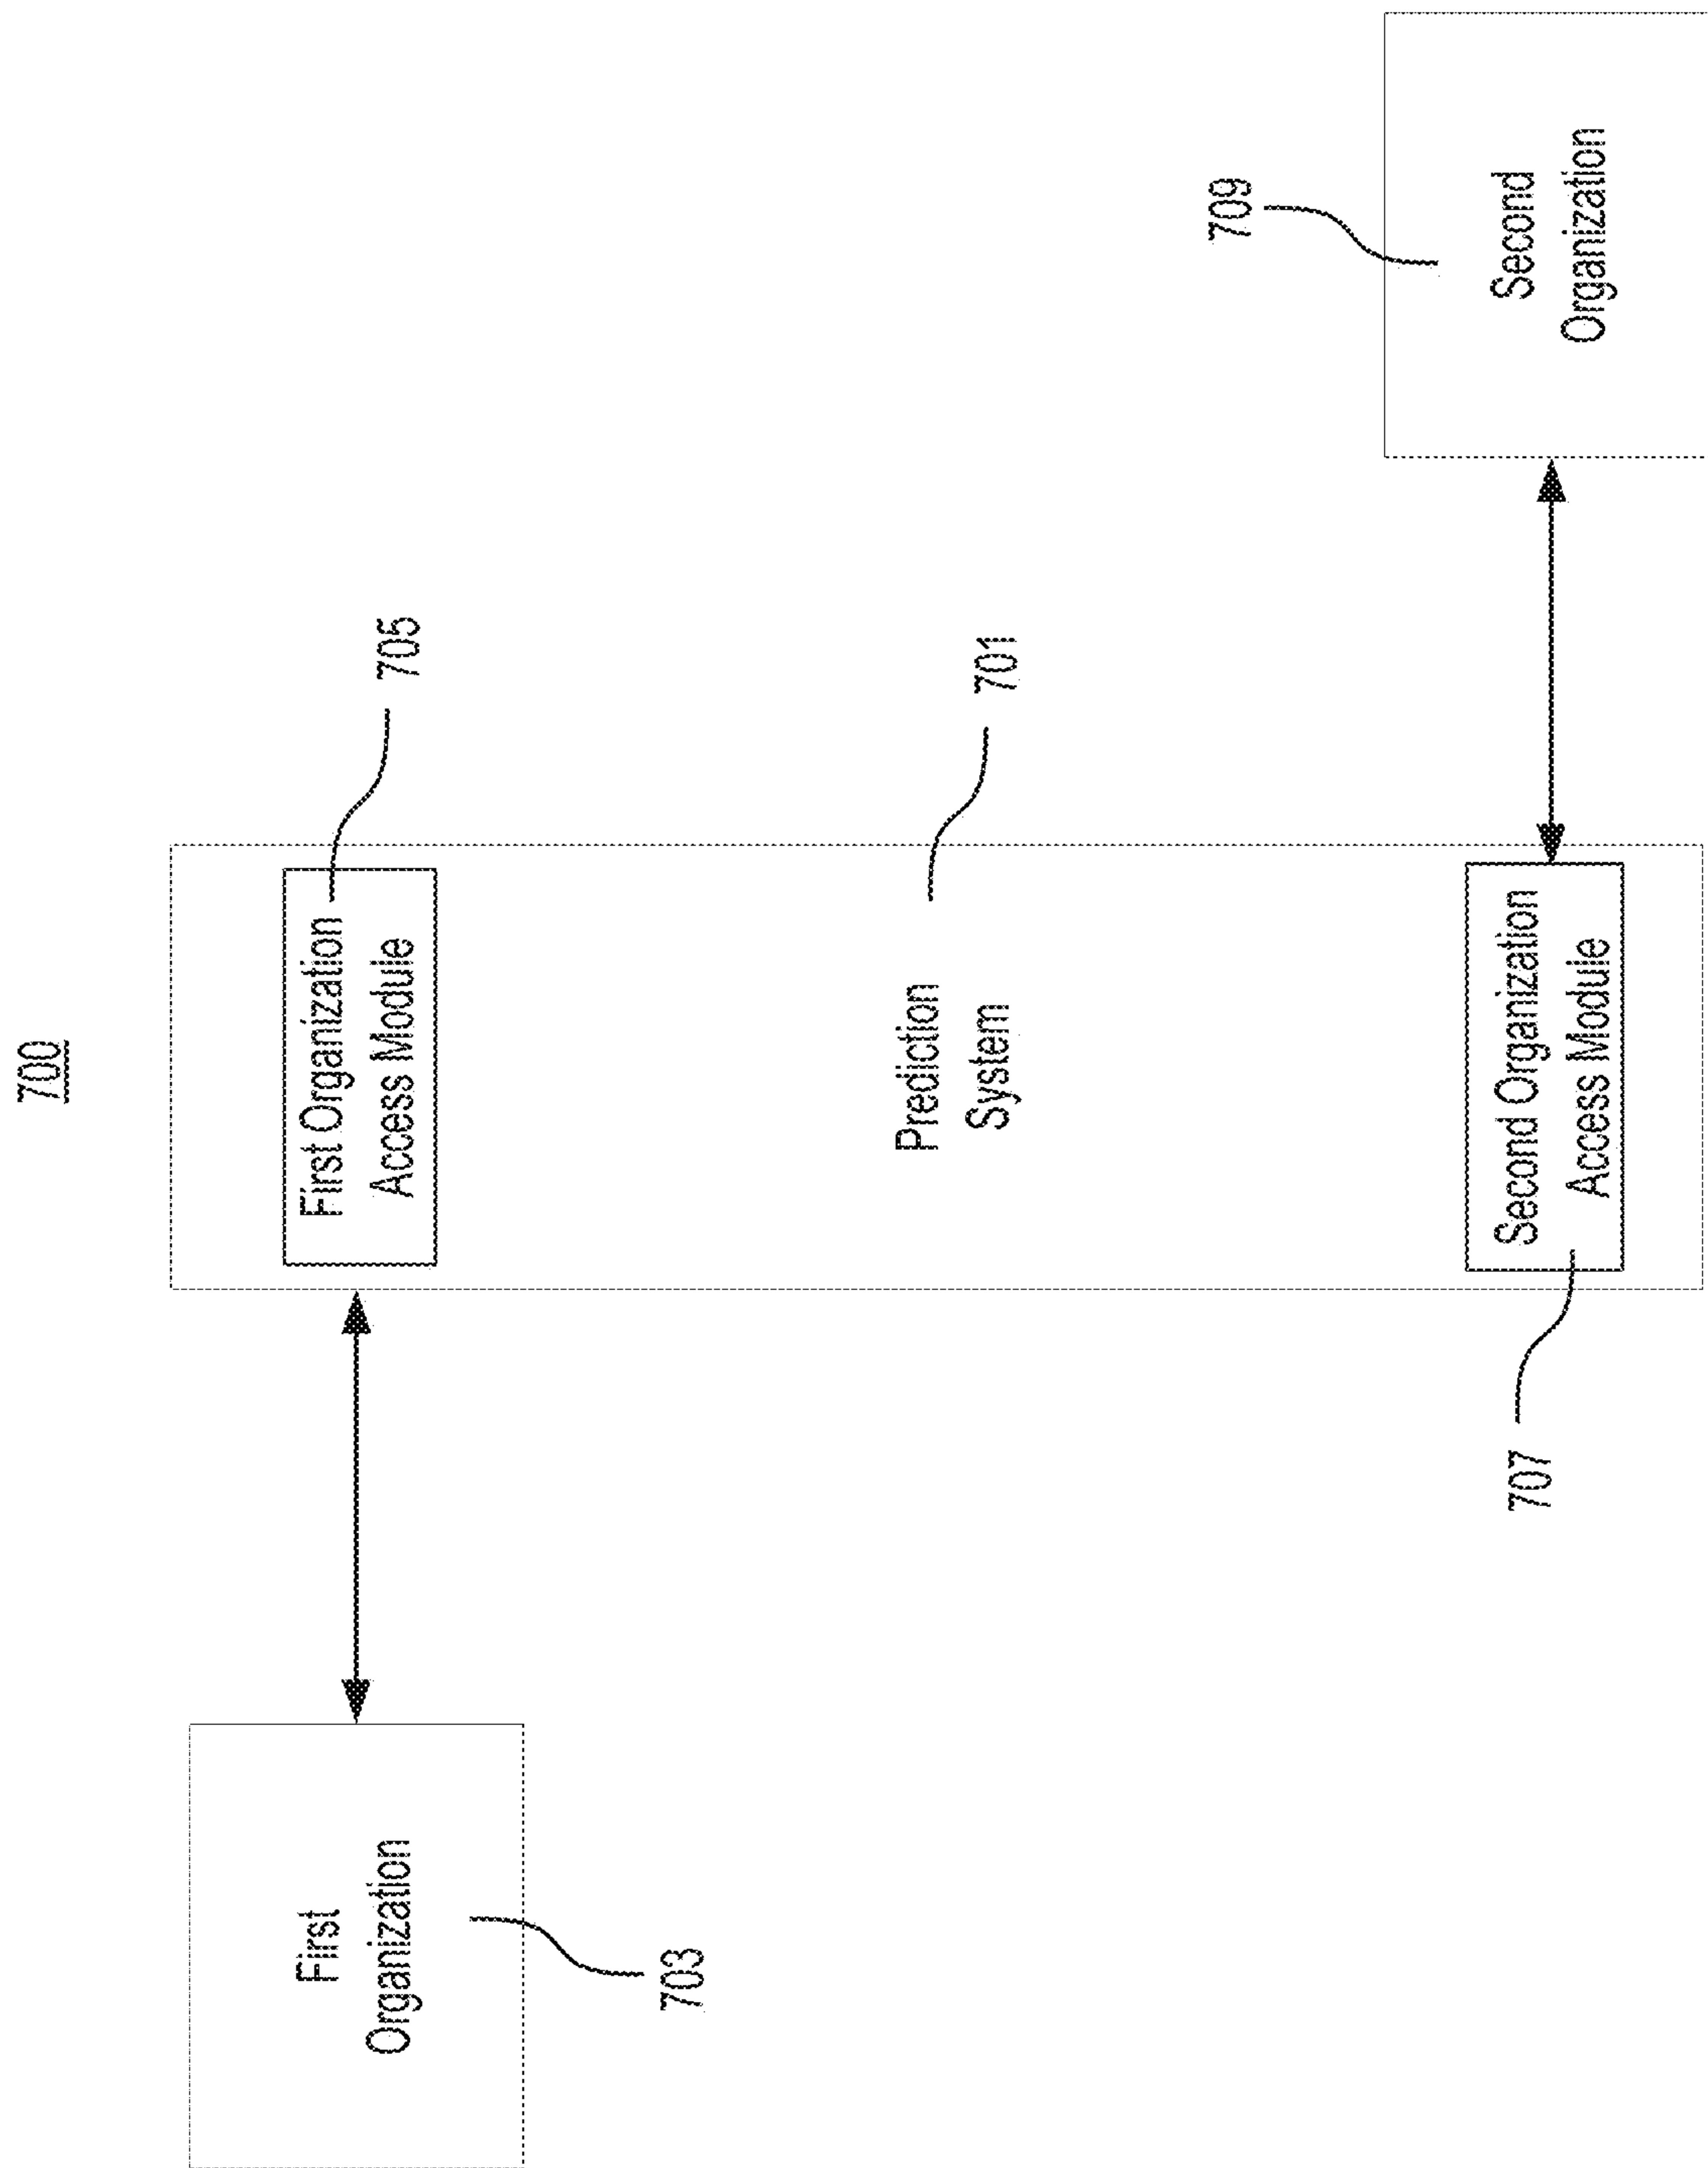 700
First
Organization
703
First Organization
Access Module
705
Prediction
System
701
Second Organization
Access Module
707
Second
Organization
709